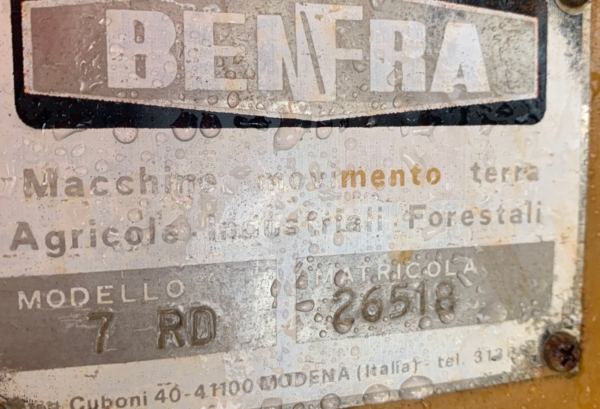 BENFRA
Macchine movimento terra
Agricole - Industriali Forestali
MODELLO
7 RD
MATRICOLA
26518
Cuboni 40-41100 MODENA (Italia) - tel.